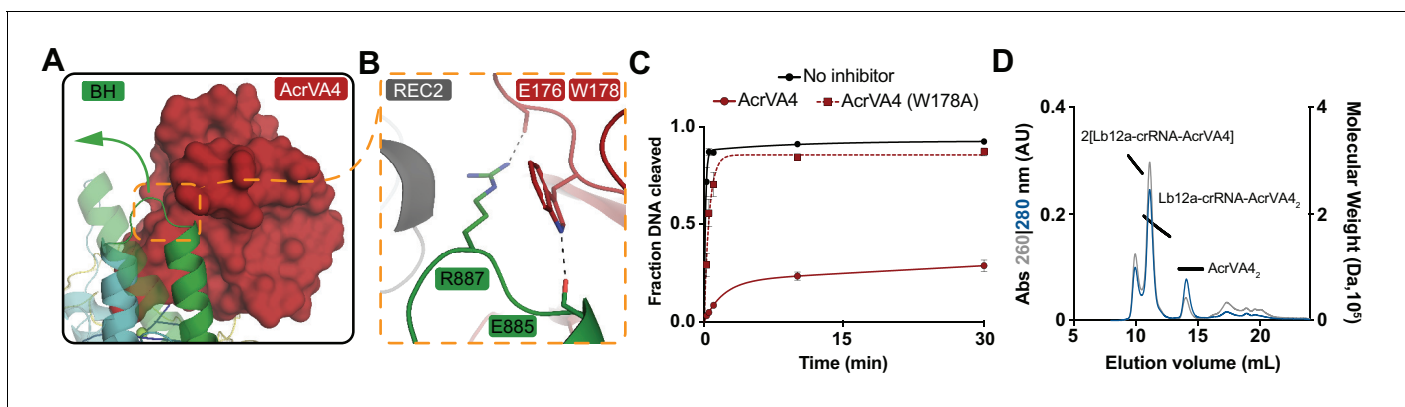 A
BH
AcrVA4
B
REC2
E176
W178
R887
E885
C
No inhibitor
AcrVA4
AcrVA4 (W178A)
Fraction DNA cleaved
1.0
0.5
0.0
0
15
30
Time (min)
D
Abs 260|280 nm (AU)
0.4
0.2
0
2[Lb12a-crRNA-AcrVA4]
Lb12a-crRNA-AcrVA4₂
AcrVA4₂
4
2
0
Molecular Weight (Da,10⁵)
5
10
15
20
Elution volume (mL)